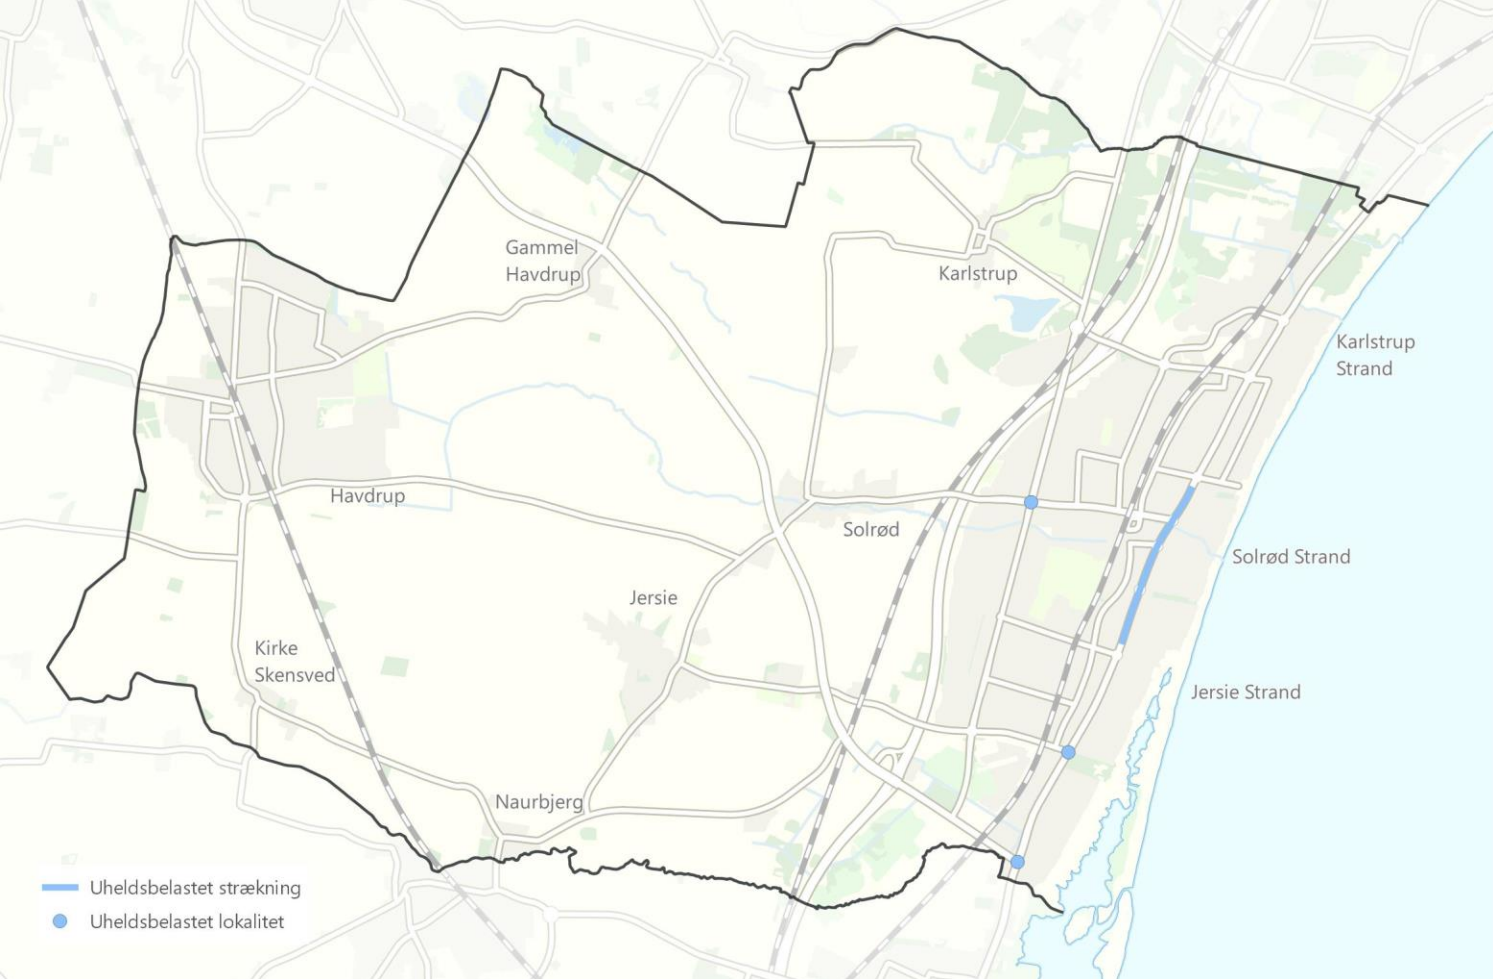 Gammel
Havdrup
Karlstrup
Karlstrup
Strand
Havdrup
Solrød
Solrød Strand
Jersie
Kirke
Skensved
Jersie Strand
Naurbjerg
Uheldsbelastet strækning
Uheldsbelastet lokalitet